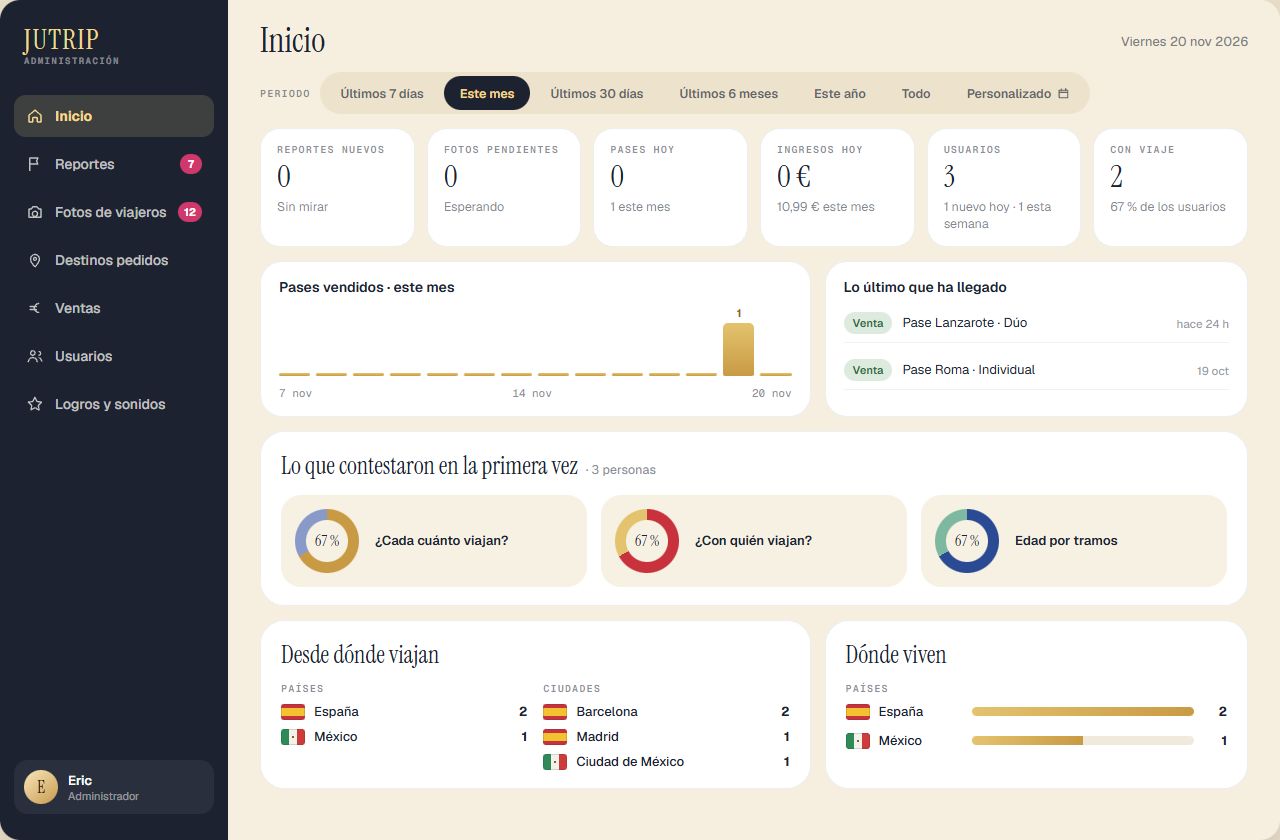 JUTRIP
ADMINISTRACIÓN
Inicio
Reportes 7
Fotos de viajeros 12
Destinos pedidos
Ventas
Usuarios
Logros y sonidos
E
Eric
Administrador
Inicio
Viernes 20 nov 2026
PERIODO
Últimos 7 días
Este mes
Últimos 30 días
Últimos 6 meses
Este año
Todo
Personalizado
REPORTES NUEVOS
0
Sin mirar
FOTOS PENDIENTES
0
Esperando
PASES HOY
0
1 este mes
INGRESOS HOY
0 €
10,99 € este mes
USUARIOS
3
1 nuevo hoy · 1 esta
semana
CON VIAJE
2
67 % de los usuarios
Pases vendidos · este mes
1
7 nov
14 nov
20 nov
Lo último que ha llegado
Venta Pase Lanzarote · Dúo hace 24 h
Venta Pase Roma · Individual 19 oct
Lo que contestaron en la primera vez · 3 personas
67 % ¿Cada cuánto viajan?
67 % ¿Con quién viajan?
67 % Edad por tramos
Desde dónde viajan
PAÍSES
España 2
México 1
CIUDADES
Barcelona 2
Madrid 1
Ciudad de México 1
Dónde viven
PAÍSES
España 2
México 1